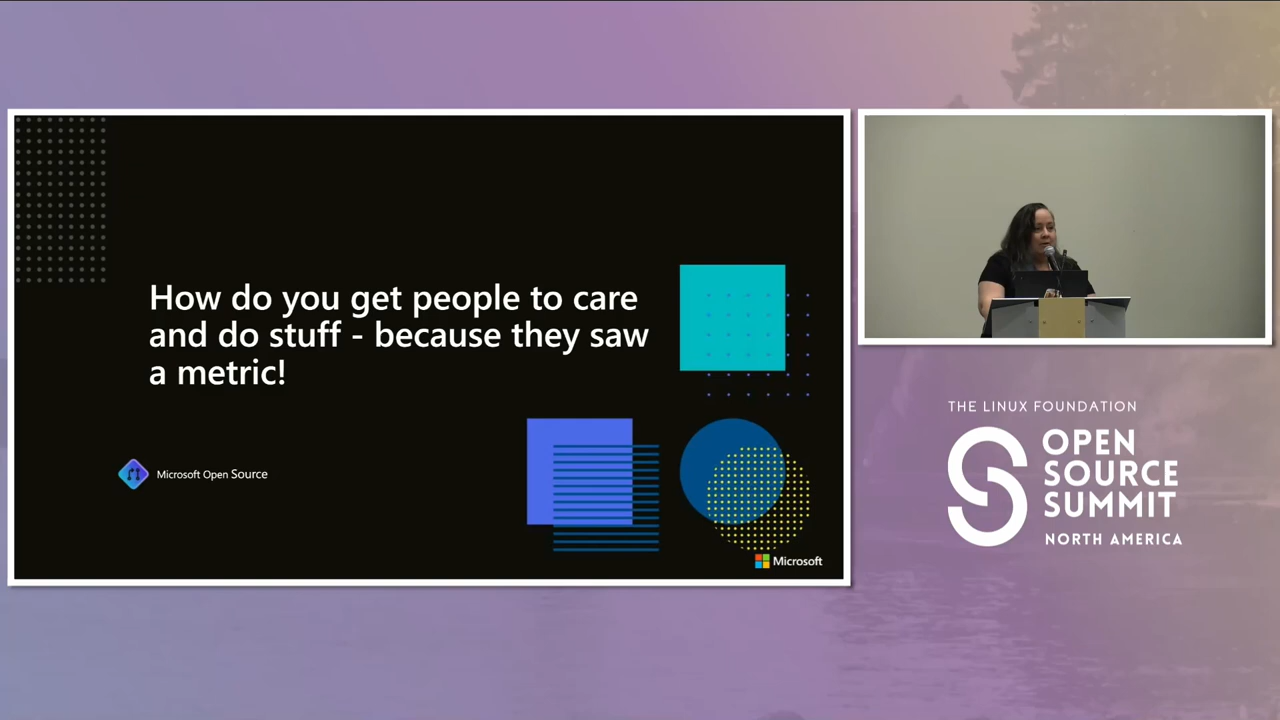 How do you get people to care
and do stuff - because they saw
a metric!
Microsoft Open Source
Microsoft
THE LINUX FOUNDATION
OPEN
SOURCE
SUMMIT
NORTH AMERICA